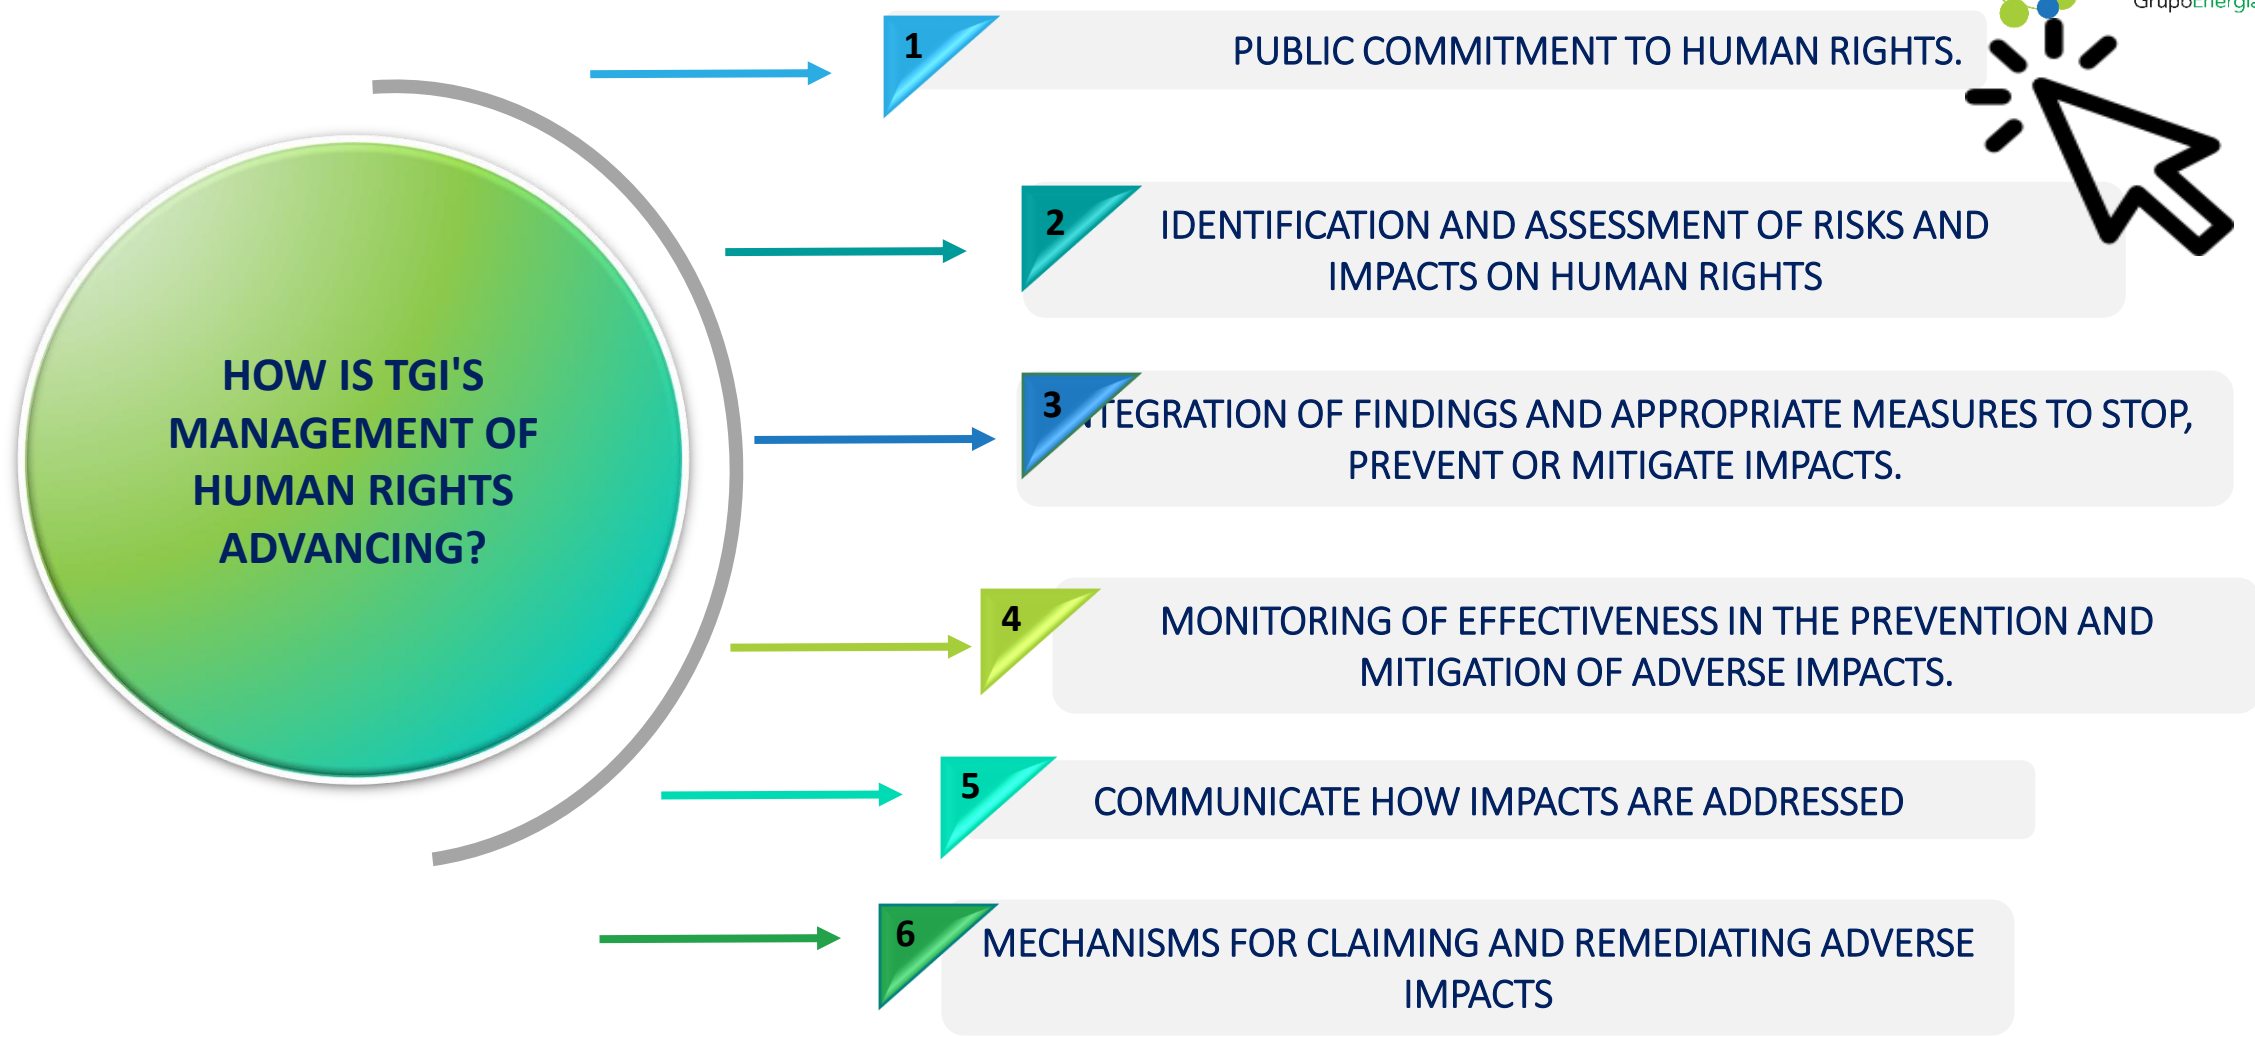 GrupoEnergía
HOW IS TGI'S
MANAGEMENT OF
HUMAN RIGHTS
ADVANCING?
1
PUBLIC COMMITMENT TO HUMAN RIGHTS.
2
IDENTIFICATION AND ASSESSMENT OF RISKS AND
IMPACTS ON HUMAN RIGHTS
3
NTEGRATION OF FINDINGS AND APPROPRIATE MEASURES TO STOP,
PREVENT OR MITIGATE IMPACTS.
4
MONITORING OF EFFECTIVENESS IN THE PREVENTION AND
MITIGATION OF ADVERSE IMPACTS.
5
COMMUNICATE HOW IMPACTS ARE ADDRESSED
6
MECHANISMS FOR CLAIMING AND REMEDIATING ADVERSE
IMPACTS